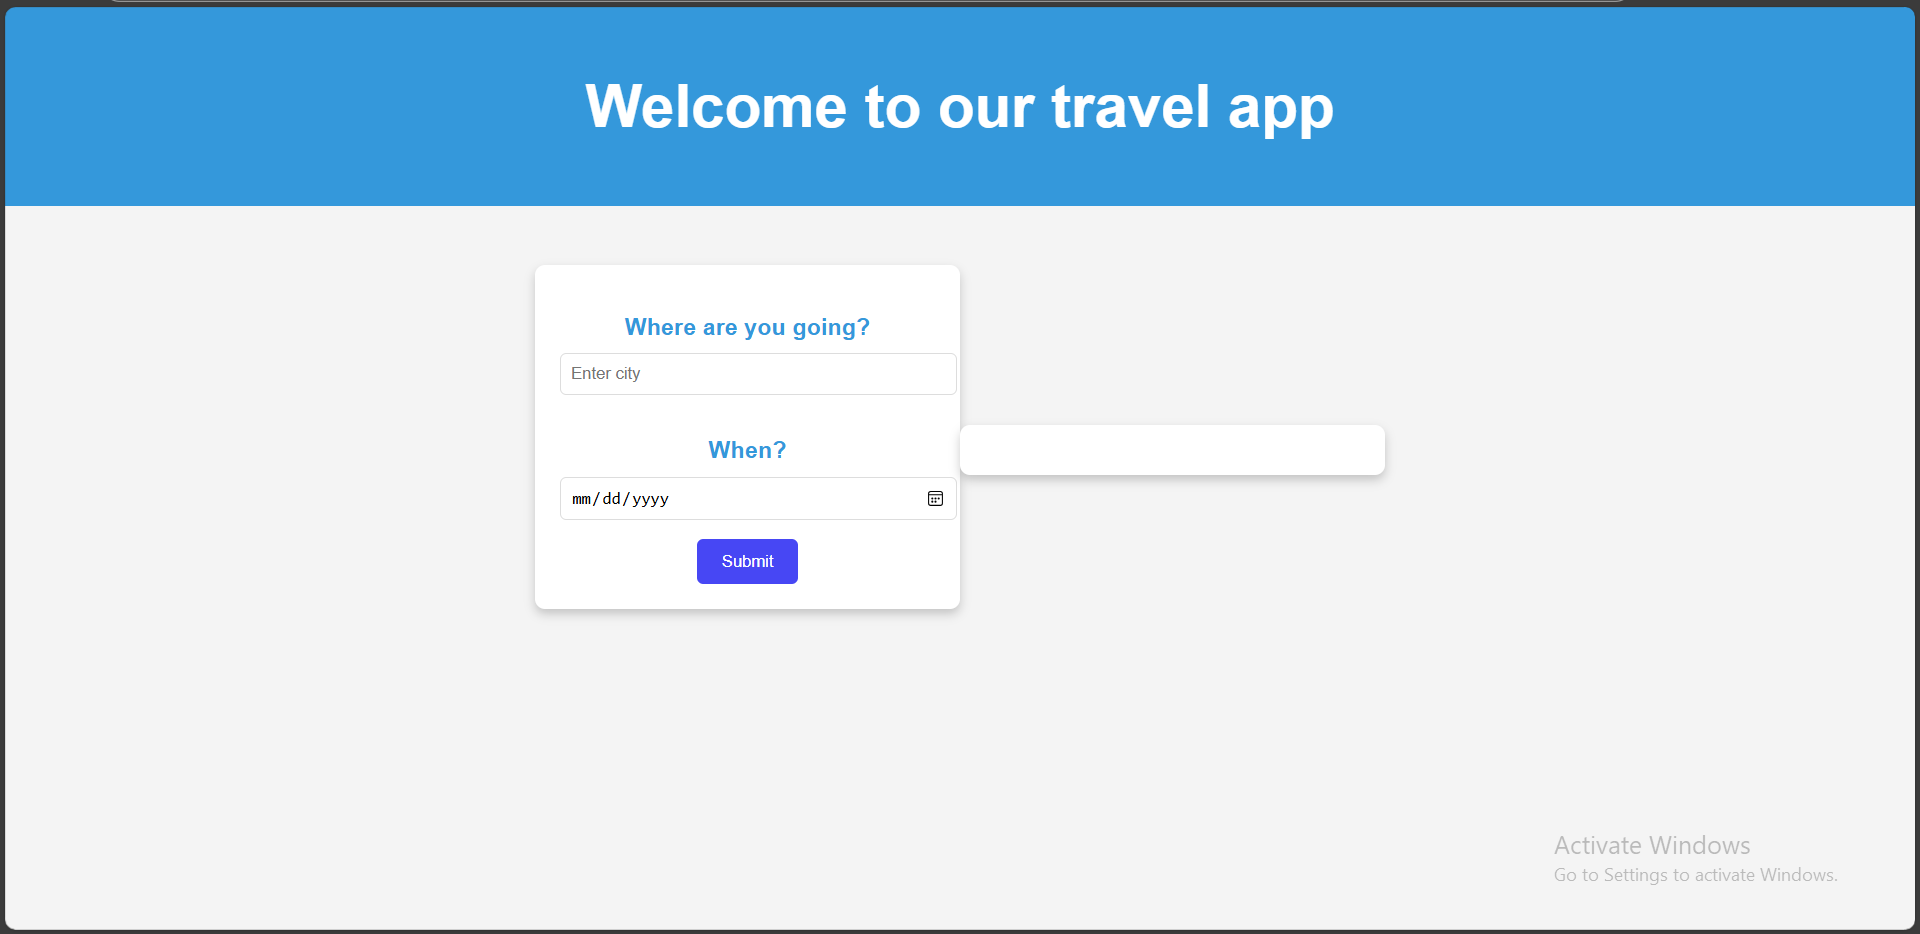 Welcome to our travel app
Where are you going?
Enter city
When?
mm/dd/yyyy
Submit
Activate Windows
Go to Settings to activate Windows.